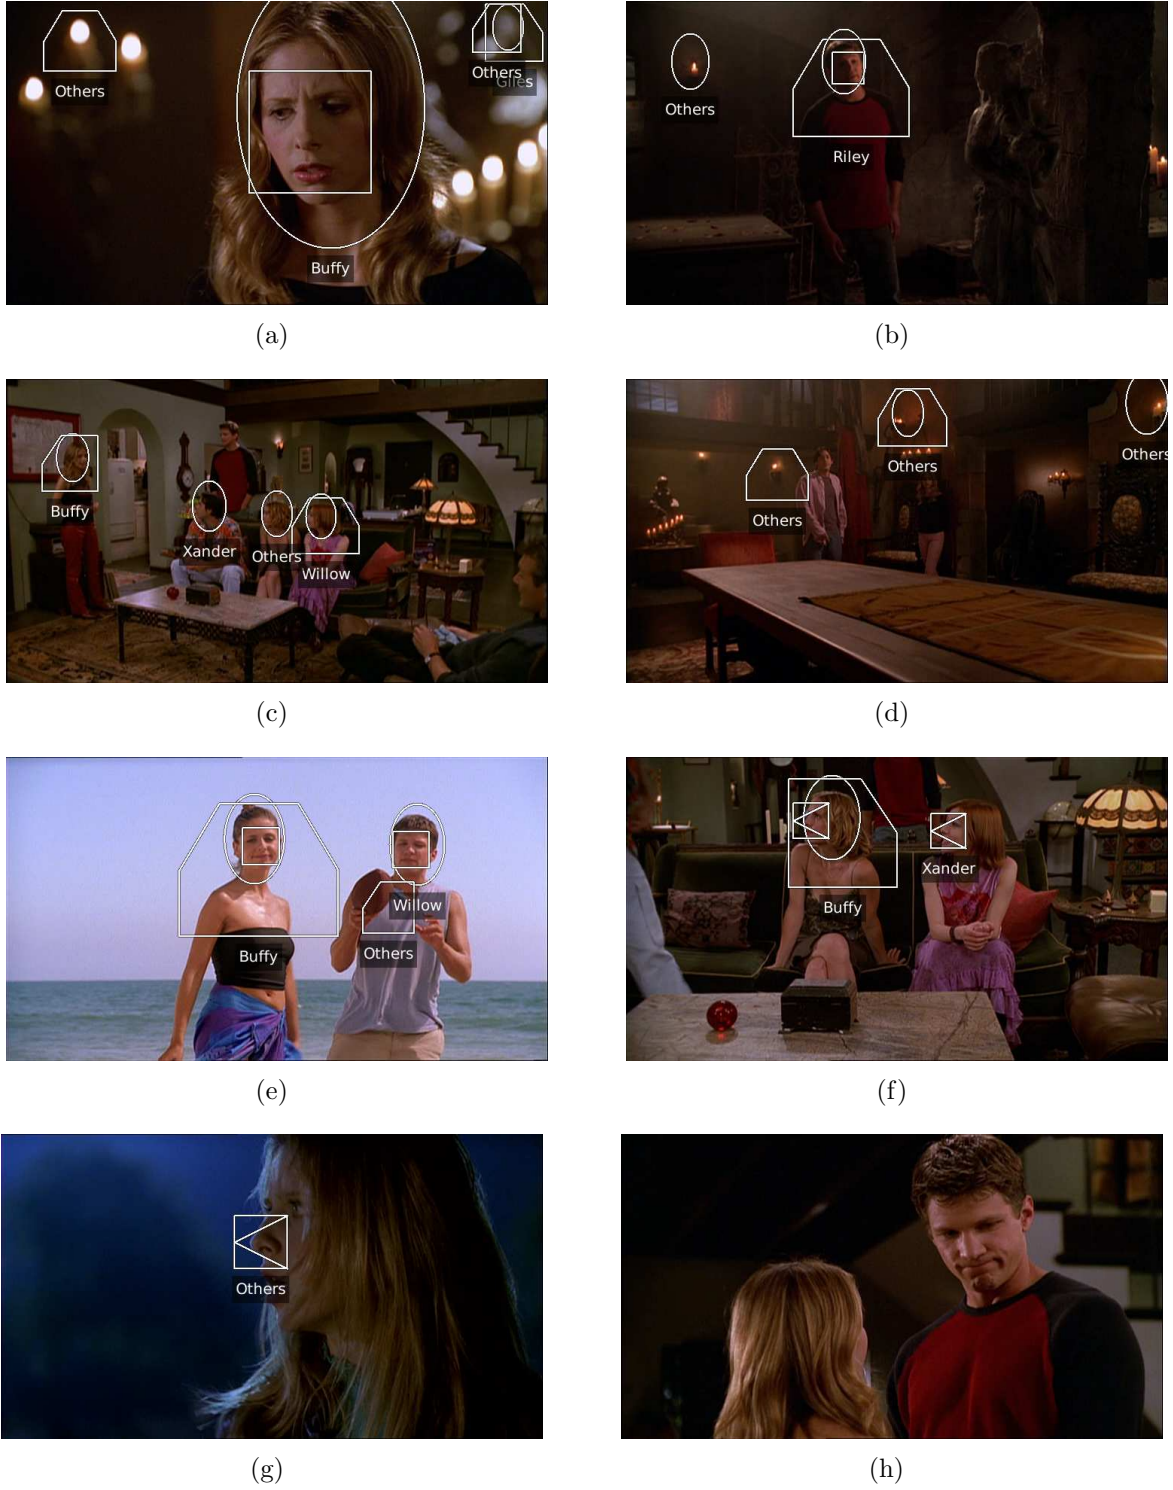 Others
Others
Giles
Buffy
(a)
Others
Riley
(b)
Buffy
Xander
Others
Willow
(c)
Others
Others
Others
(d)
Buffy
Willow
Others
(e)
Buffy
Xander
(f)
Others
(g)
(h)